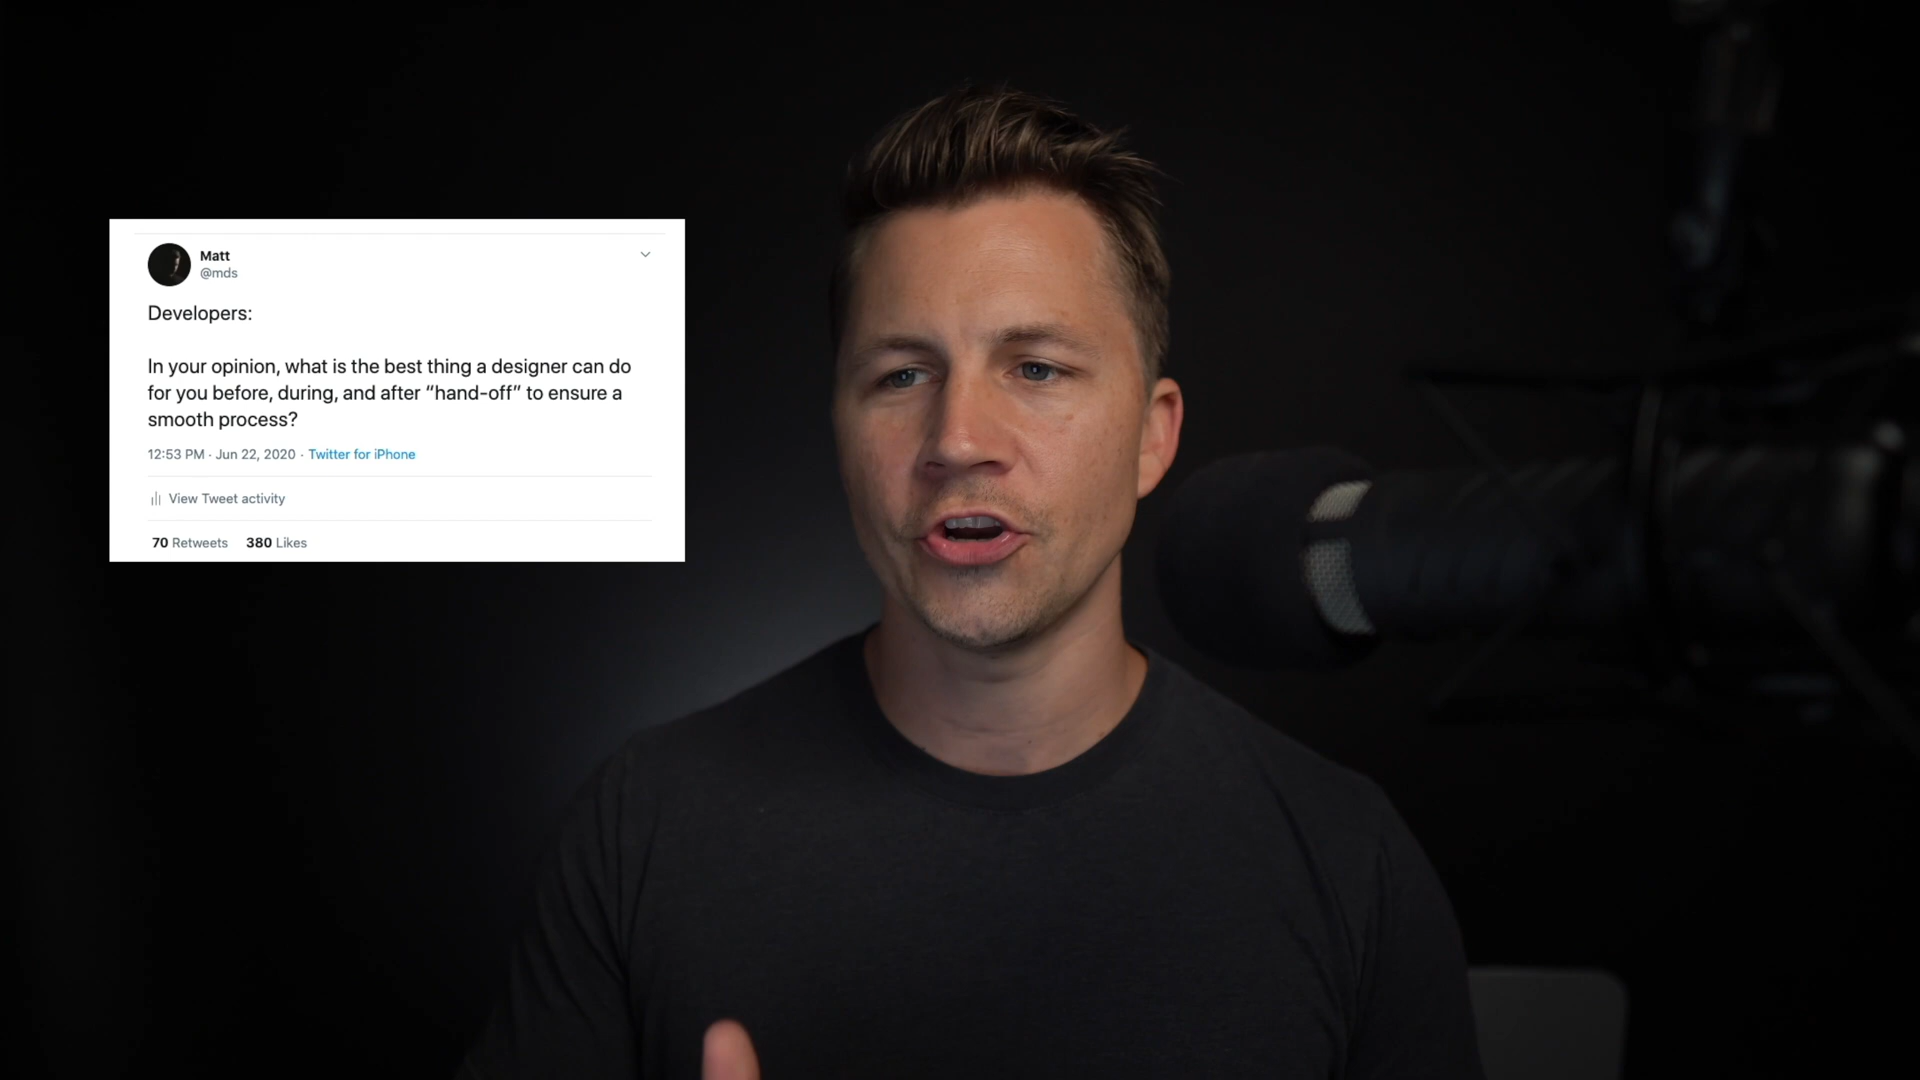 Matt
@mds
Developers:
In your opinion, what is the best thing a designer can do
for you before, during, and after “hand-off” to ensure a
smooth process?
12:53 PM · Jun 22, 2020 · Twitter for iPhone
View Tweet activity
70 Retweets 380 Likes